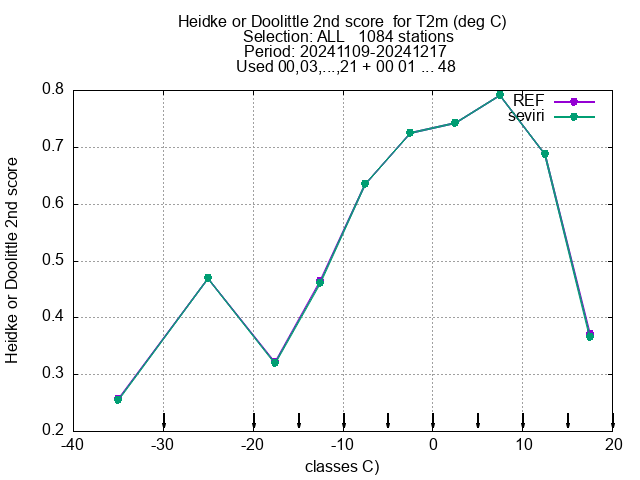 Heidke or Doolittle 2nd score  for T2m (deg C)
Selection: ALL   1084 stations
Period: 20241109-20241217
Used 00,03,...,21 + 00 01 ... 48
REF
seviri
Heidke or Doolittle 2nd score
0.8
0.7
0.6
0.5
0.4
0.3
0.2
-40 -30 -20 -10 0 10 20
classes C)